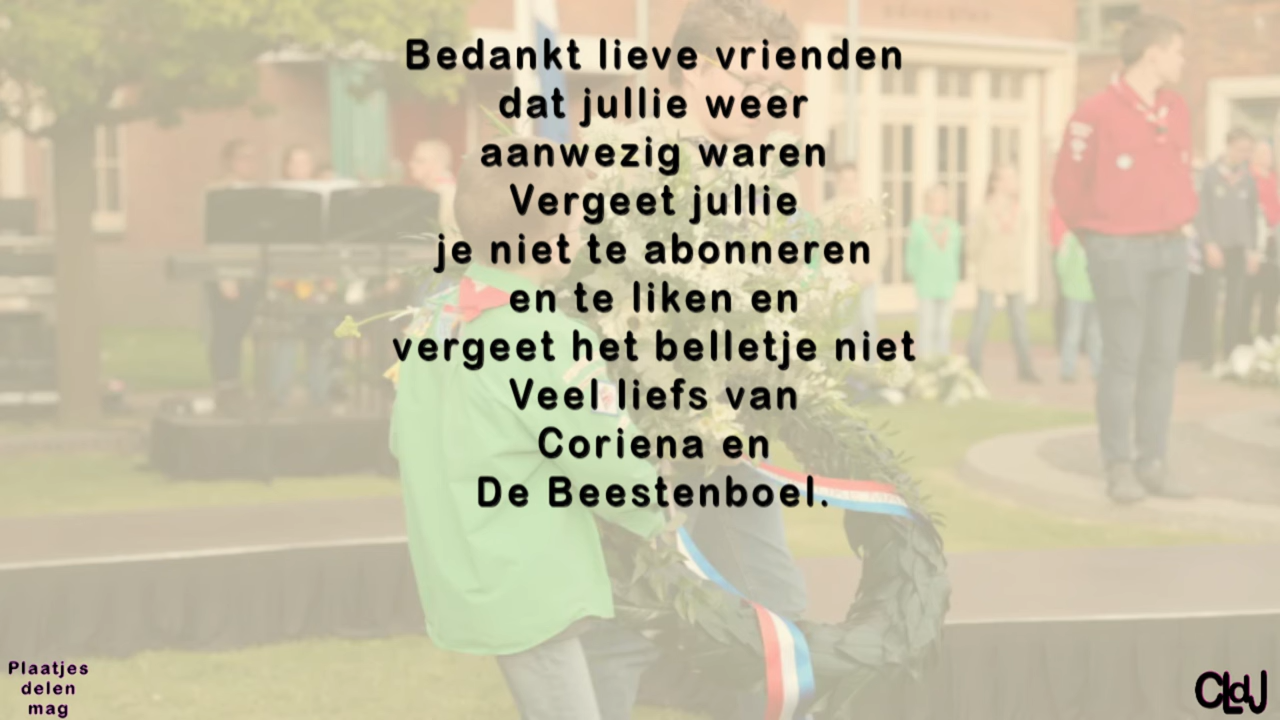 Bedankt lieve vrienden
dat jullie weer
aanwezig waren
Vergeet jullie
je niet te abonneren
en te liken en
vergeet het belletje niet
Veel liefs van
Coriena en
De Beestenboel.
Plaatjes
delen
mag
CLdJ